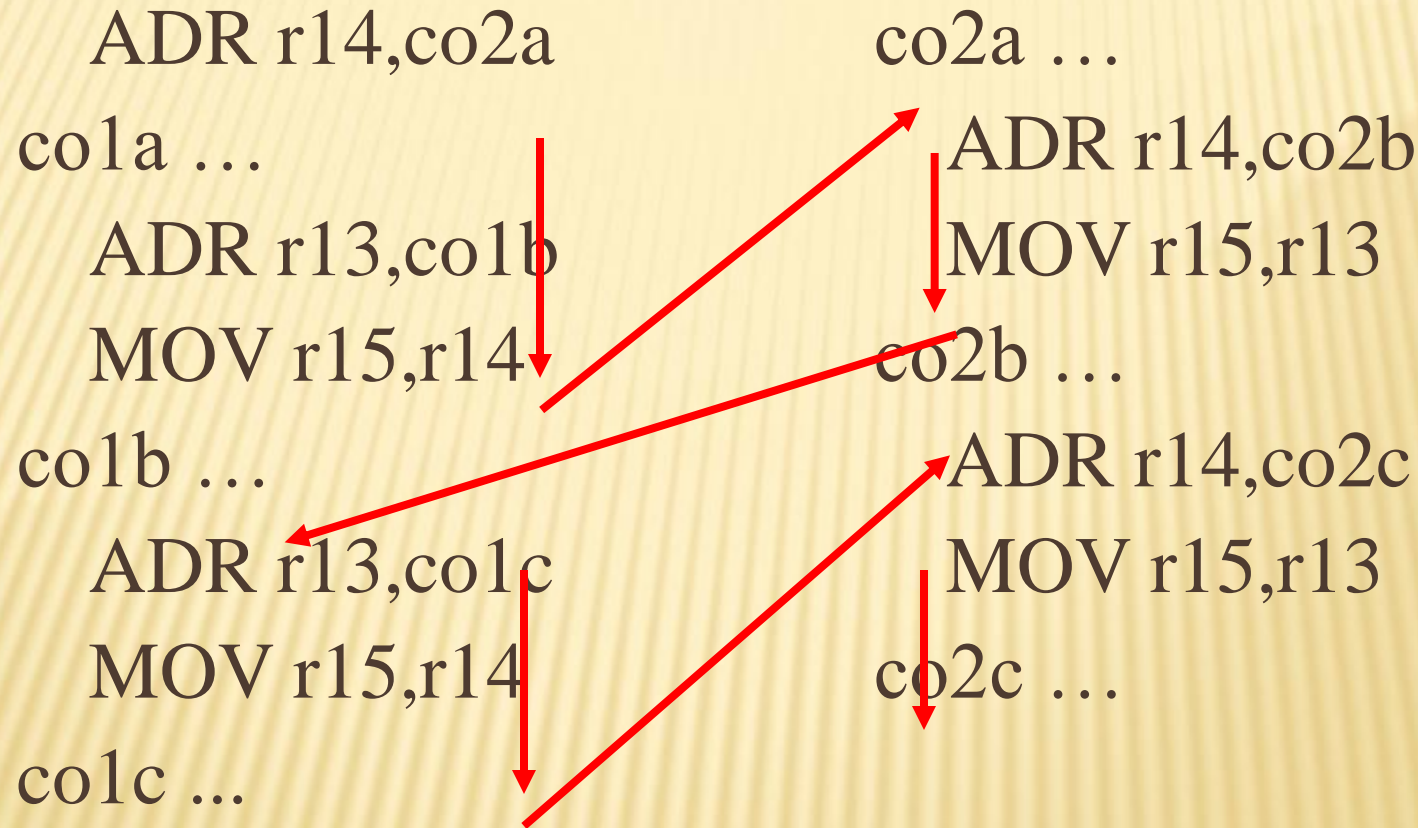 ADR r14,co2a
co1a …
ADR r13,co1b
MOV r15,r14
co1b …
ADR r13,co1c
MOV r15,r14
co1c ...
co2a …
ADR r14,co2b
MOV r15,r13
co2b …
ADR r14,co2c
MOV r15,r13
co2c …